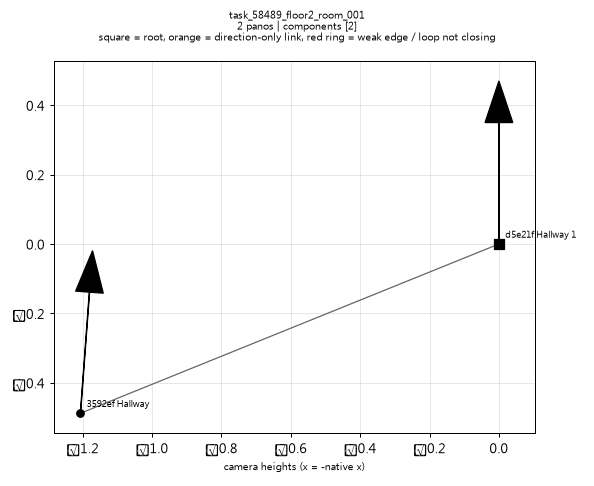 task_58489_floor2_room_001
2 panos | components [2]
square = root, orange = direction-only link, red ring = weak edge / loop not closing
0.4
0.2
0.0
0.2
0.4
d5e21f Hallway 1
3592ef Hallway
1.2 1.0 0.8 0.6 0.4 0.2 0.0
camera heights (x = -native x)